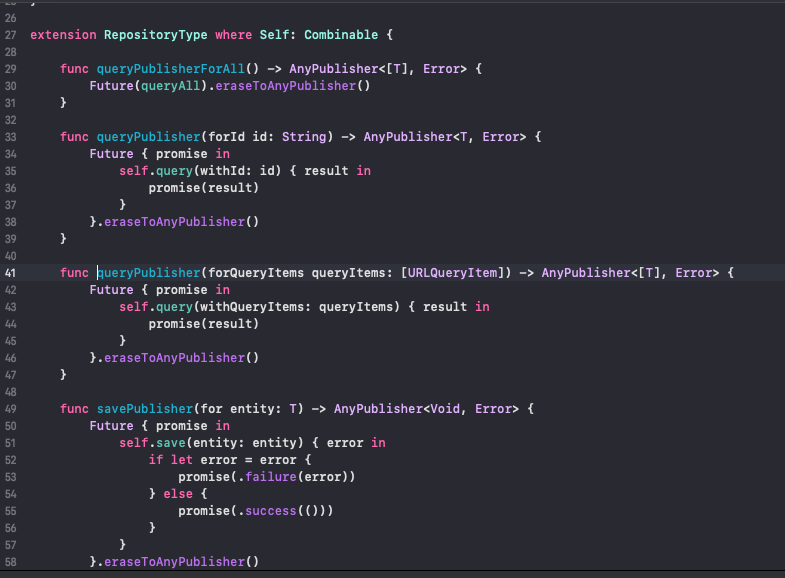 26
27 extension RepositoryType where Self: Combinable {
28
29     func queryPublisherForAll() -> AnyPublisher<[T], Error> {
30         Future(queryAll).eraseToAnyPublisher()
31     }
32
33     func queryPublisher(forId id: String) -> AnyPublisher<T, Error> {
34         Future { promise in
35             self.query(withId: id) { result in
36                 promise(result)
37             }
38         }.eraseToAnyPublisher()
39     }
40
41     func queryPublisher(forQueryItems queryItems: [URLQueryItem]) -> AnyPublisher<[T], Error> {
42         Future { promise in
43             self.query(withQueryItems: queryItems) { result in
44                 promise(result)
45             }
46         }.eraseToAnyPublisher()
47     }
48
49     func savePublisher(for entity: T) -> AnyPublisher<Void, Error> {
50         Future { promise in
51             self.save(entity: entity) { error in
52                 if let error = error {
53                     promise(.failure(error))
54                 } else {
55                     promise(.success(()))
56                 }
57             }
58         }.eraseToAnyPublisher()